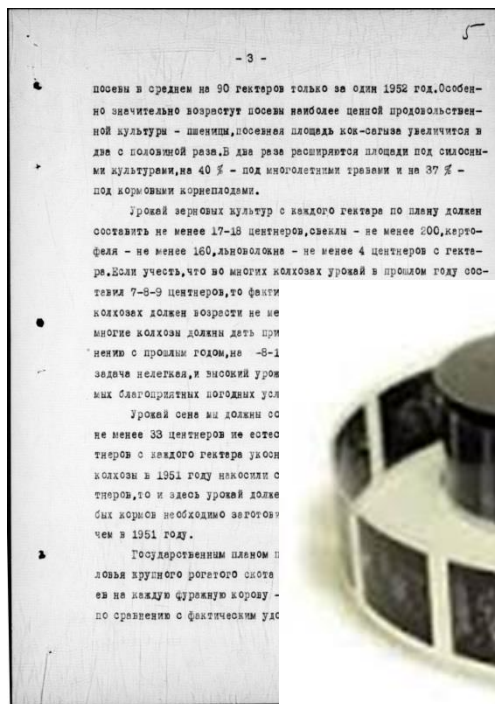 5
- 3 -
посевы в среднем на 90 гектаров только за один 1952 год.Особен-
но значительно возрастут посевы наиболее ценной продовольствен-
ной культуры - пшеницы,посевная площадь кок-сагыза увеличится в
два с половиной раза.В два раза расширяются площади под силосны-
ми культурами,на 40 % - под многолетними травами и на 37 % -
под кормовыми корнеплодами.
Урожай зерновых культур с каждого гектара по плану должен
составить не менее 17-18 центнеров,свеклы - не менее 200,карто-
феля - не менее 160,льноволокна - не менее 4 центнеров с гекта-
ра.Если учесть,что во многих колхозах урожай в прошлом году сос-
тавил 7-8-9 центнеров,то факти
колхозах должен возрасти не ме
многие колхозы должны дать при
нению с прошлым годом,на -8-1
задача нелегкая,и высокий урож
мых благоприятных погодных усл
Урожай сена мы должны со
не менее 33 центнеров ие естес
тнеров с каждого гектара укосн
колхозы в 1951 году накосили с
тнеров,то и здесь урожай долже
бых кормов необходимо заготови
чем в 1951 году.
Государственным планом п
ловья крупного рогатого скота
ев на каждую фуражную корову -
по сравнению с фактическим удо